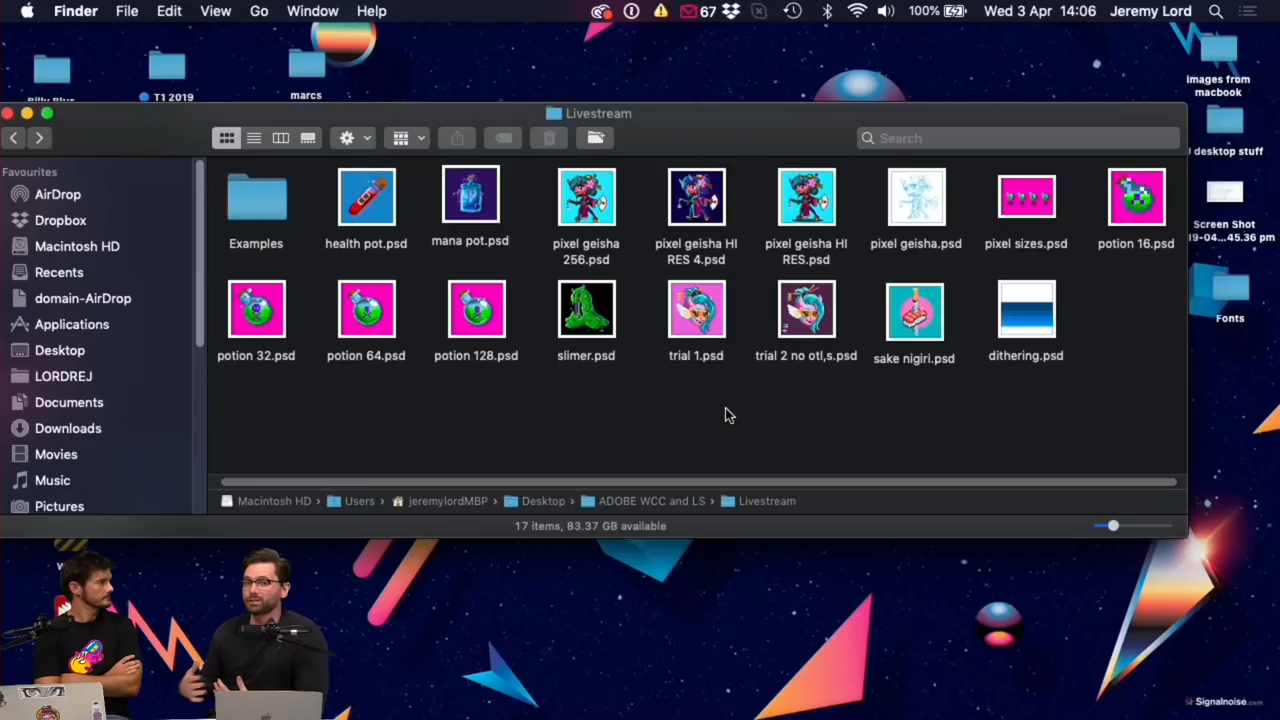 Finder File Edit View Go Window Help 67 100% Wed 3 Apr 14:06 Jeremy Lord
T1 2019
marcs
images from
macbook
desktop stuff
Screen Shot
19-04...45.36 pm
Fonts
Livestream
Search
Favourites
AirDrop
Dropbox
Macintosh HD
Recents
domain-AirDrop
Applications
Desktop
LORDREJ
Documents
Downloads
Movies
Music
Pictures
Examples
health pot.psd
mana pot.psd
pixel geisha
256.psd
pixel geisha HI
RES 4.psd
pixel geisha HI
RES.psd
pixel geisha.psd
pixel sizes.psd
potion 16.psd
potion 32.psd
potion 64.psd
potion 128.psd
slimer.psd
trial 1.psd
trial 2 no otl,s.psd
sake nigiri.psd
dithering.psd
Macintosh HD › Users › jeremylordMBP › Desktop › ADOBE WCC and LS › Livestream
17 items, 83.37 GB available
Signalnoise.com